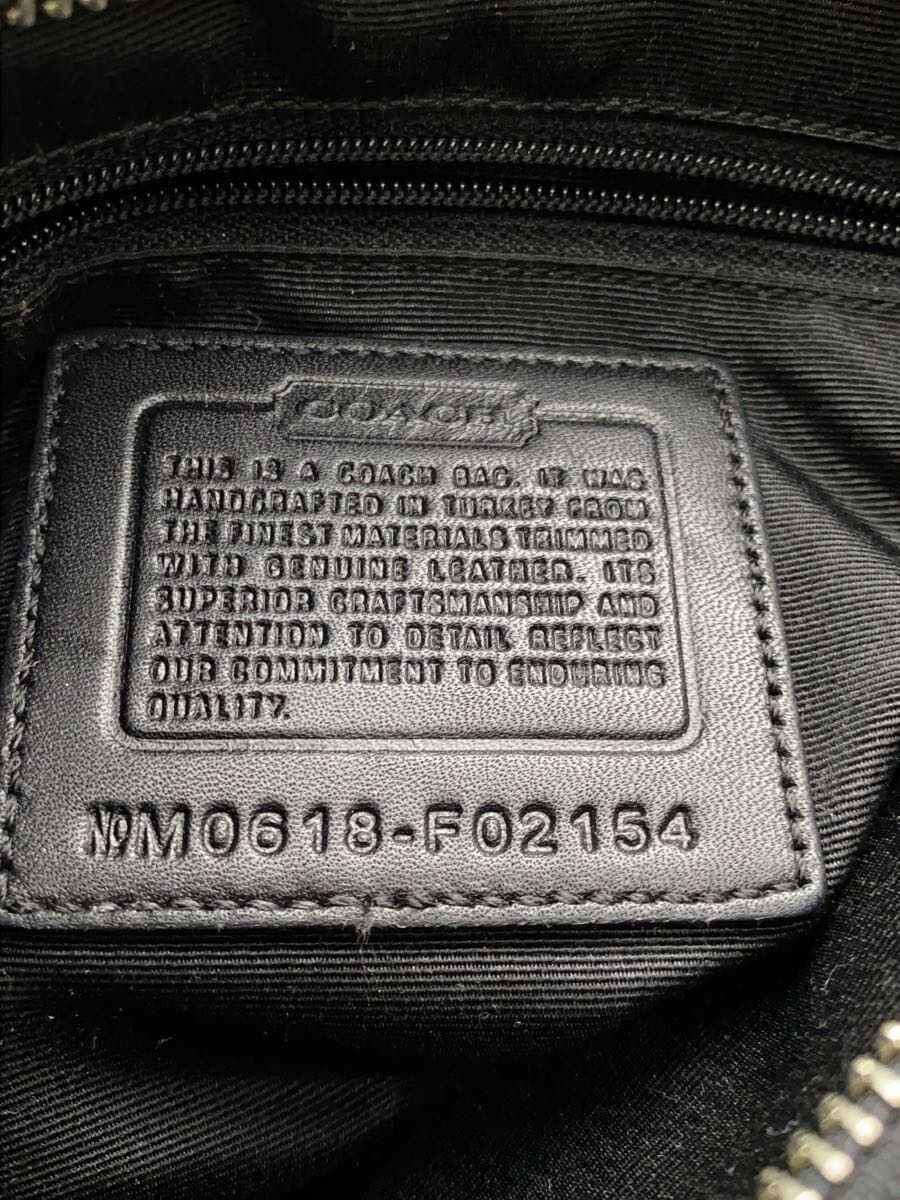 COACH
THIS IS A COACH BAG. IT WAS
HANDCRAFTED IN TURKEY FROM
THE FINEST MATERIALS TRIMMED
WITH GENUINE LEATHER. ITS
SUPERIOR CRAFTSMANSHIP AND
ATTENTION TO DETAIL REFLECT
OUR COMMITMENT TO ENDURING
QUALITY.
№M0618-F02154